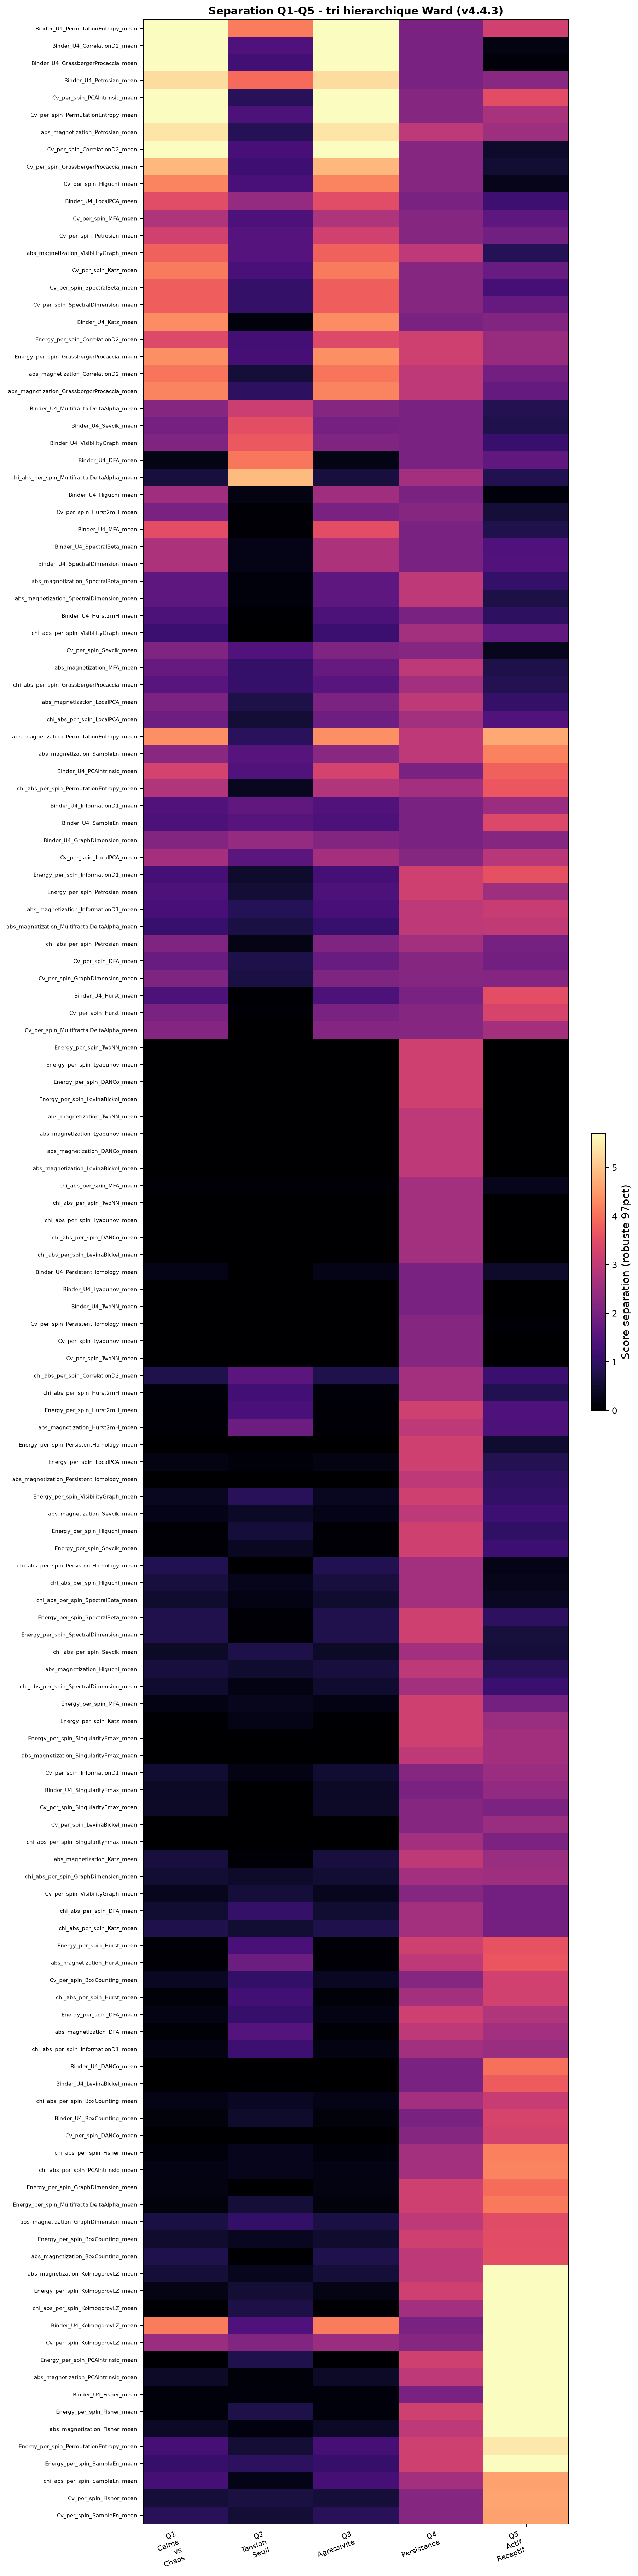 Separation Q1-Q5 - tri hierarchique Ward (v4.4.3)
Binder_U4_PermutationEntropy_mean
Binder_U4_CorrelationD2_mean
Binder_U4_GrassbergerProcaccia_mean
Binder_U4_Petrosian_mean
Cv_per_spin_PCAIntrinsic_mean
Cv_per_spin_PermutationEntropy_mean
abs_magnetization_Petrosian_mean
Cv_per_spin_CorrelationD2_mean
Cv_per_spin_GrassbergerProcaccia_mean
Cv_per_spin_Higuchi_mean
Binder_U4_LocalPCA_mean
Cv_per_spin_MFA_mean
Cv_per_spin_Petrosian_mean
abs_magnetization_VisibilityGraph_mean
Cv_per_spin_Katz_mean
Cv_per_spin_SpectralBeta_mean
Cv_per_spin_SpectralDimension_mean
Binder_U4_Katz_mean
Energy_per_spin_CorrelationD2_mean
Energy_per_spin_GrassbergerProcaccia_mean
abs_magnetization_CorrelationD2_mean
abs_magnetization_GrassbergerProcaccia_mean
Binder_U4_MultifractalDeltaAlpha_mean
Binder_U4_Sevcik_mean
Binder_U4_VisibilityGraph_mean
Binder_U4_DFA_mean
chi_abs_per_spin_MultifractalDeltaAlpha_mean
Binder_U4_Higuchi_mean
Cv_per_spin_Hurst2mH_mean
Binder_U4_MFA_mean
Binder_U4_SpectralBeta_mean
Binder_U4_SpectralDimension_mean
abs_magnetization_SpectralBeta_mean
abs_magnetization_SpectralDimension_mean
Binder_U4_Hurst2mH_mean
chi_abs_per_spin_VisibilityGraph_mean
Cv_per_spin_Sevcik_mean
abs_magnetization_MFA_mean
chi_abs_per_spin_GrassbergerProcaccia_mean
abs_magnetization_LocalPCA_mean
chi_abs_per_spin_LocalPCA_mean
abs_magnetization_PermutationEntropy_mean
abs_magnetization_SampleEn_mean
Binder_U4_PCAIntrinsic_mean
chi_abs_per_spin_PermutationEntropy_mean
Binder_U4_InformationD1_mean
Binder_U4_SampleEn_mean
Binder_U4_GraphDimension_mean
Cv_per_spin_LocalPCA_mean
Energy_per_spin_InformationD1_mean
Energy_per_spin_Petrosian_mean
abs_magnetization_InformationD1_mean
abs_magnetization_MultifractalDeltaAlpha_mean
chi_abs_per_spin_Petrosian_mean
Cv_per_spin_DFA_mean
Cv_per_spin_GraphDimension_mean
Binder_U4_Hurst_mean
Cv_per_spin_Hurst_mean
Cv_per_spin_MultifractalDeltaAlpha_mean
Energy_per_spin_TwoNN_mean
Energy_per_spin_Lyapunov_mean
Energy_per_spin_DANCo_mean
Energy_per_spin_LevinaBickel_mean
abs_magnetization_TwoNN_mean
abs_magnetization_Lyapunov_mean
abs_magnetization_DANCo_mean
abs_magnetization_LevinaBickel_mean
chi_abs_per_spin_MFA_mean
chi_abs_per_spin_TwoNN_mean
chi_abs_per_spin_Lyapunov_mean
chi_abs_per_spin_DANCo_mean
chi_abs_per_spin_LevinaBickel_mean
Binder_U4_PersistentHomology_mean
Binder_U4_Lyapunov_mean
Binder_U4_TwoNN_mean
Cv_per_spin_PersistentHomology_mean
Cv_per_spin_Lyapunov_mean
Cv_per_spin_TwoNN_mean
chi_abs_per_spin_CorrelationD2_mean
chi_abs_per_spin_Hurst2mH_mean
Energy_per_spin_Hurst2mH_mean
abs_magnetization_Hurst2mH_mean
Energy_per_spin_PersistentHomology_mean
Energy_per_spin_LocalPCA_mean
abs_magnetization_PersistentHomology_mean
Energy_per_spin_VisibilityGraph_mean
abs_magnetization_Sevcik_mean
Energy_per_spin_Higuchi_mean
Energy_per_spin_Sevcik_mean
chi_abs_per_spin_PersistentHomology_mean
chi_abs_per_spin_Higuchi_mean
chi_abs_per_spin_SpectralBeta_mean
Energy_per_spin_SpectralBeta_mean
Energy_per_spin_SpectralDimension_mean
chi_abs_per_spin_Sevcik_mean
abs_magnetization_Higuchi_mean
chi_abs_per_spin_SpectralDimension_mean
Energy_per_spin_MFA_mean
Energy_per_spin_Katz_mean
Energy_per_spin_SingularityFmax_mean
abs_magnetization_SingularityFmax_mean
Cv_per_spin_InformationD1_mean
Binder_U4_SingularityFmax_mean
Cv_per_spin_SingularityFmax_mean
Cv_per_spin_LevinaBickel_mean
chi_abs_per_spin_SingularityFmax_mean
abs_magnetization_Katz_mean
chi_abs_per_spin_GraphDimension_mean
Cv_per_spin_VisibilityGraph_mean
chi_abs_per_spin_DFA_mean
chi_abs_per_spin_Katz_mean
Energy_per_spin_Hurst_mean
abs_magnetization_Hurst_mean
Cv_per_spin_BoxCounting_mean
chi_abs_per_spin_Hurst_mean
Energy_per_spin_DFA_mean
abs_magnetization_DFA_mean
chi_abs_per_spin_InformationD1_mean
Binder_U4_DANCo_mean
Binder_U4_LevinaBickel_mean
chi_abs_per_spin_BoxCounting_mean
Binder_U4_BoxCounting_mean
Cv_per_spin_DANCo_mean
chi_abs_per_spin_Fisher_mean
chi_abs_per_spin_PCAIntrinsic_mean
Energy_per_spin_GraphDimension_mean
Energy_per_spin_MultifractalDeltaAlpha_mean
abs_magnetization_GraphDimension_mean
Energy_per_spin_BoxCounting_mean
abs_magnetization_BoxCounting_mean
abs_magnetization_KolmogorovLZ_mean
Energy_per_spin_KolmogorovLZ_mean
chi_abs_per_spin_KolmogorovLZ_mean
Binder_U4_KolmogorovLZ_mean
Cv_per_spin_KolmogorovLZ_mean
Energy_per_spin_PCAIntrinsic_mean
abs_magnetization_PCAIntrinsic_mean
Binder_U4_Fisher_mean
Energy_per_spin_Fisher_mean
abs_magnetization_Fisher_mean
Energy_per_spin_PermutationEntropy_mean
Energy_per_spin_SampleEn_mean
chi_abs_per_spin_SampleEn_mean
Cv_per_spin_Fisher_mean
Cv_per_spin_SampleEn_mean
Q1
Calme
vs
Chaos
Q2
Tension
Seuil
Q3
Agressivite
Q4
Persistence
Q5
Actif
Receptif
5
4
3
2
1
0
Score separation (robuste 97pct)